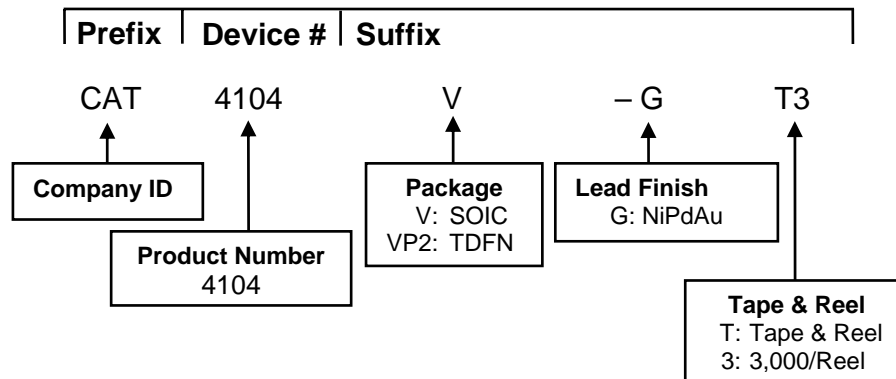 Prefix Device # Suffix
CAT 4104 V – G T3
Company ID
Product Number
4104
Package
V: SOIC
VP2: TDFN
Lead Finish
G: NiPdAu
Tape & Reel
T: Tape & Reel
3: 3,000/Reel